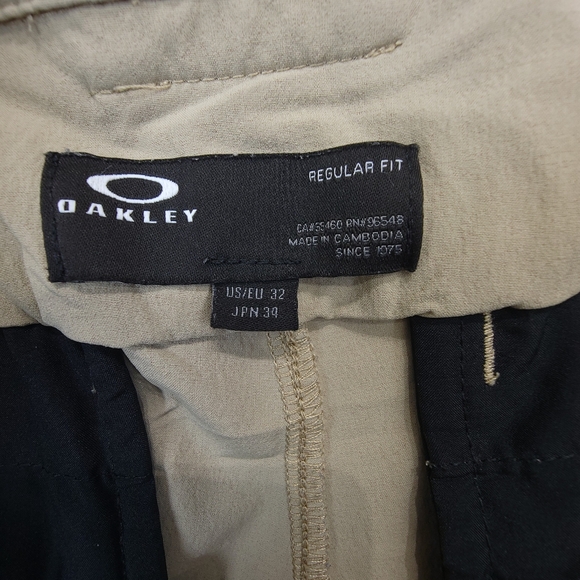 OAKLEY
REGULAR FIT
CA#35460 RN#96548
MADE IN CAMBODIA
SINCE 1975
US/EU 32
JPN 34